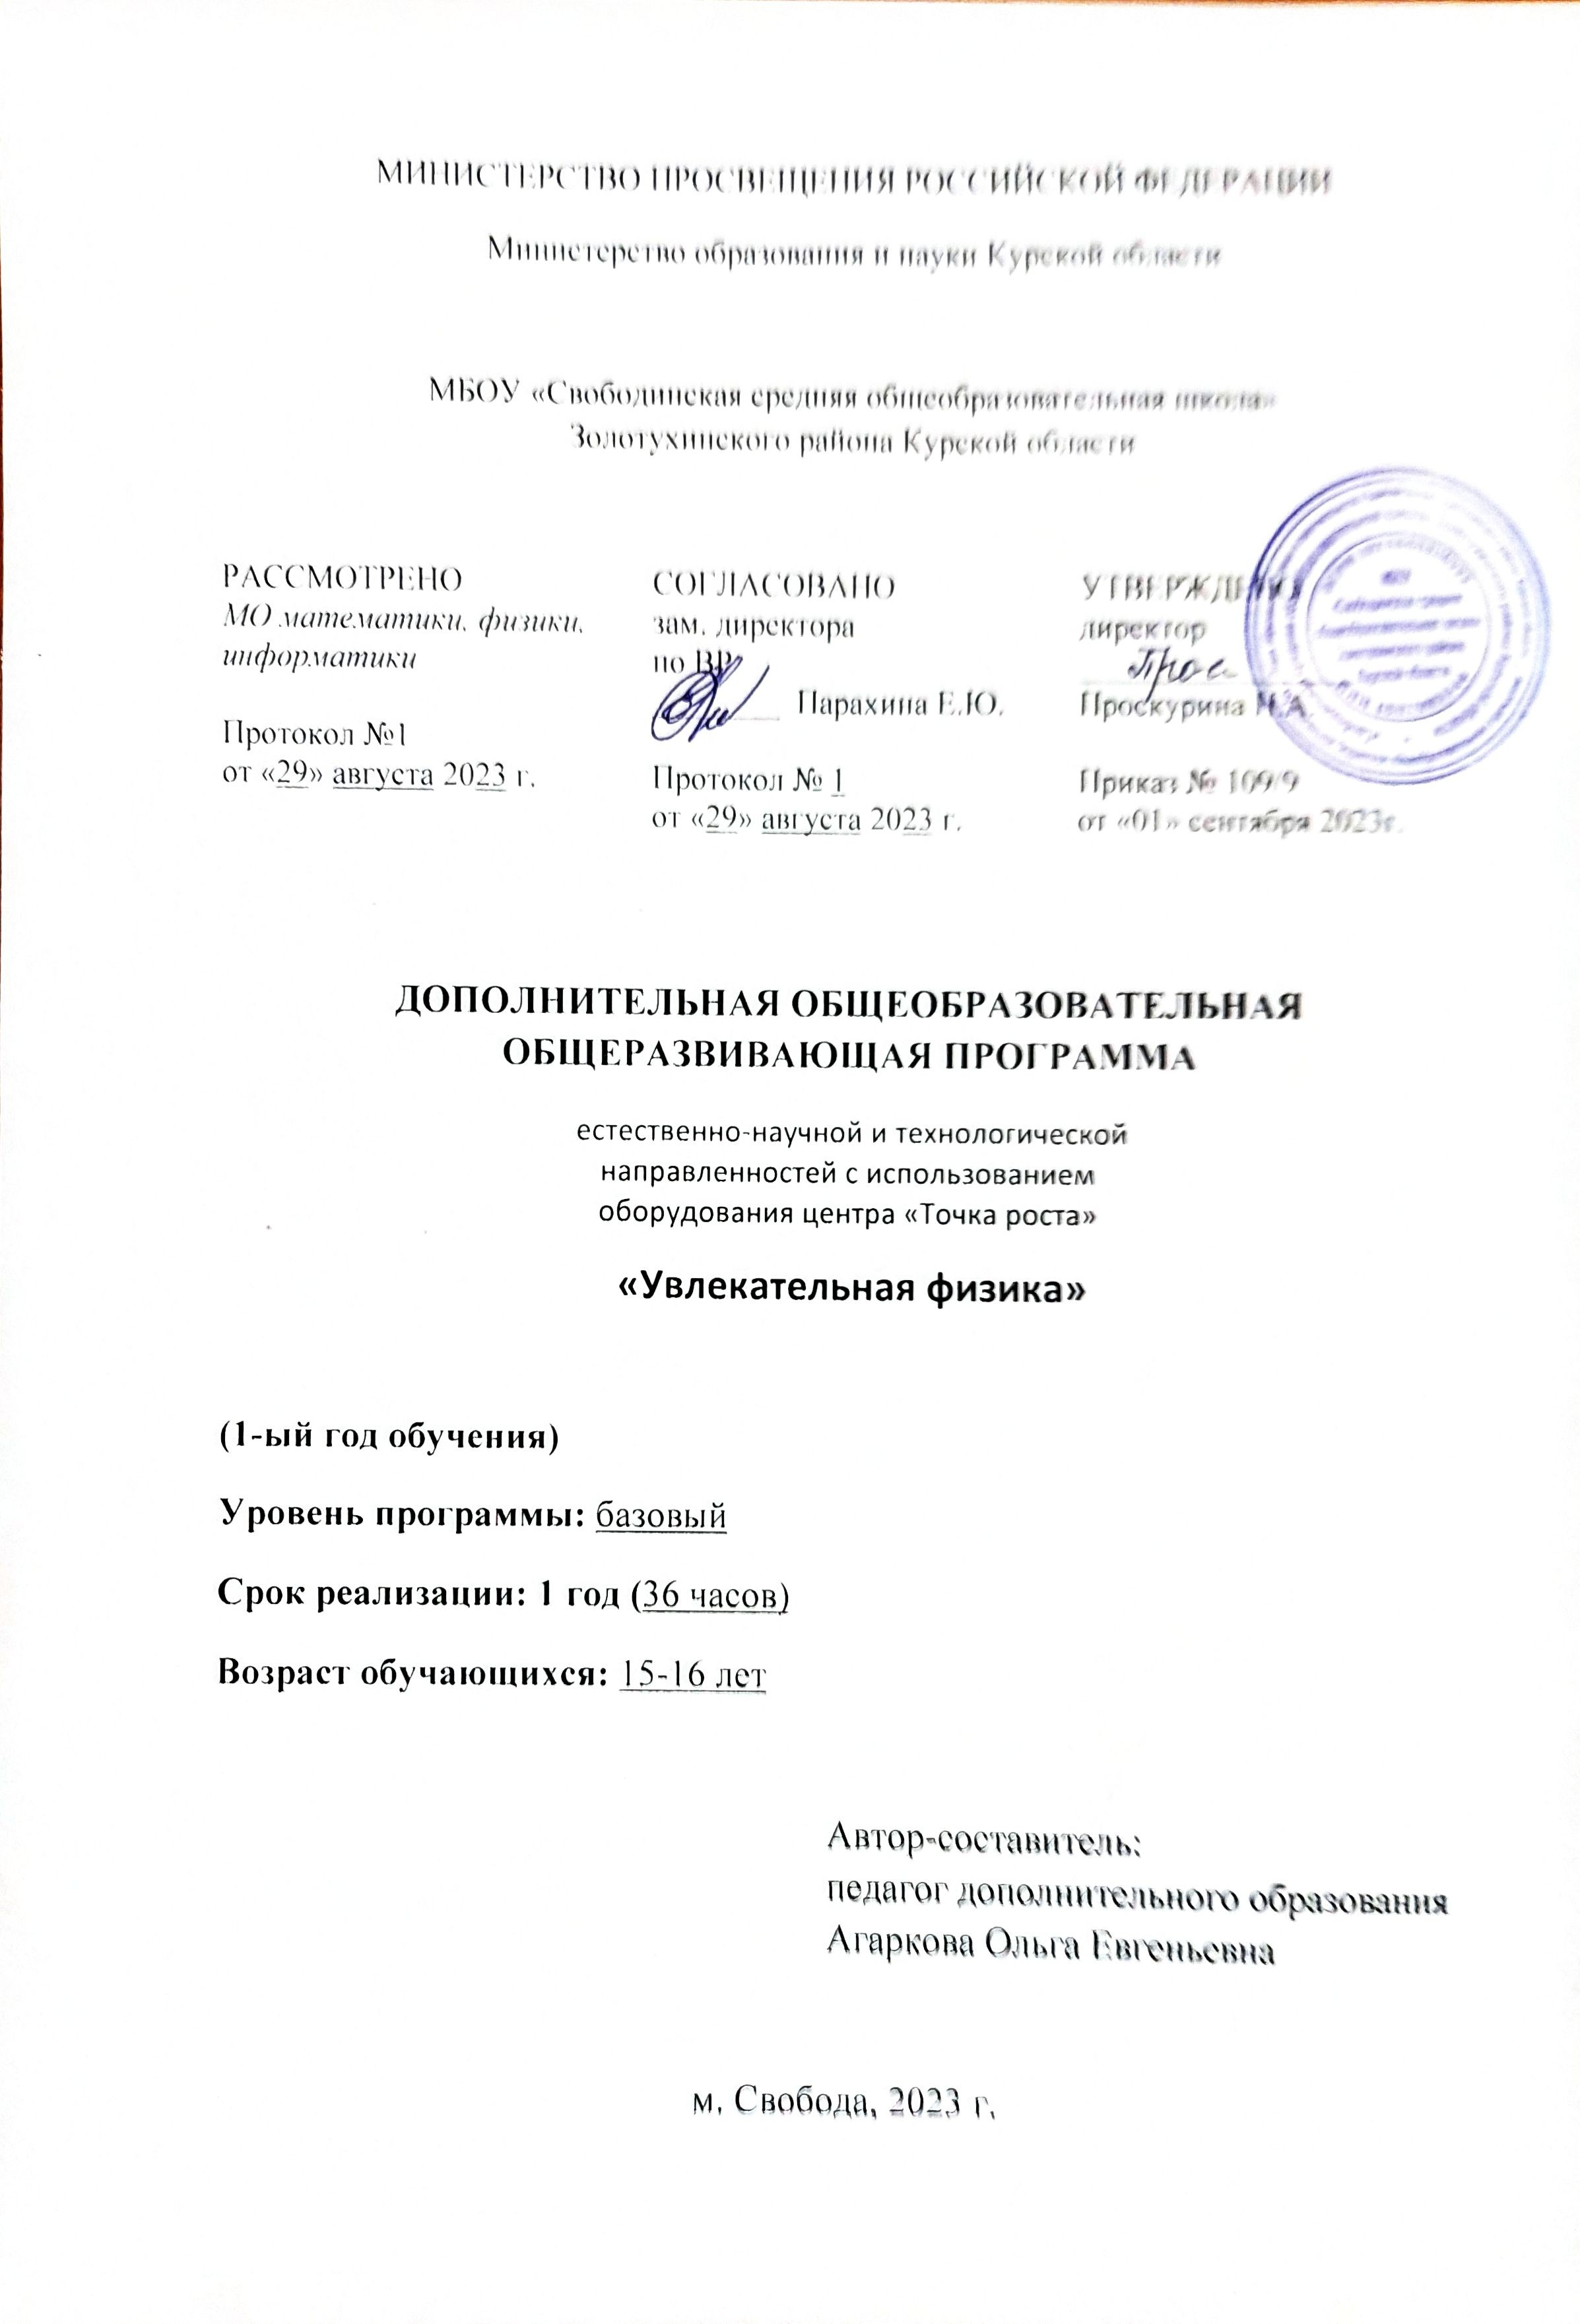 МИНИСТЕРСТВО ПРОСВЕЩЕНИЯ РОССИЙСКОЙ ФЕДЕРАЦИИ
Министерство образования и науки Курской области
МБОУ «Свободинская средняя общеобразовательная школа»
Золотухинского района Курской области
РАССМОТРЕНО
МО математики, физики,
информатики
Протокол №1
от «29» августа 2023 г.
СОГЛАСОВАНО
зам. директора
по ВР
Парахина Е.Ю.
Протокол № 1
от «29» августа 2023 г.
УТВЕРЖДЕНО
директор
Проскурина Н.А.
Приказ № 109/9
от «01» сентября 2023г.
ДОПОЛНИТЕЛЬНАЯ ОБЩЕОБРАЗОВАТЕЛЬНАЯ
ОБЩЕРАЗВИВАЮЩАЯ ПРОГРАММА
естественно-научной и технологической
направленностей с использованием
оборудования центра «Точка роста»
«Увлекательная физика»
(1-ый год обучения)
Уровень программы: базовый
Срок реализации: 1 год (36 часов)
Возраст обучающихся: 15-16 лет
Автор-составитель:
педагог дополнительного образования
Агаркова Ольга Евгеньевна
м. Свобода, 2023 г.